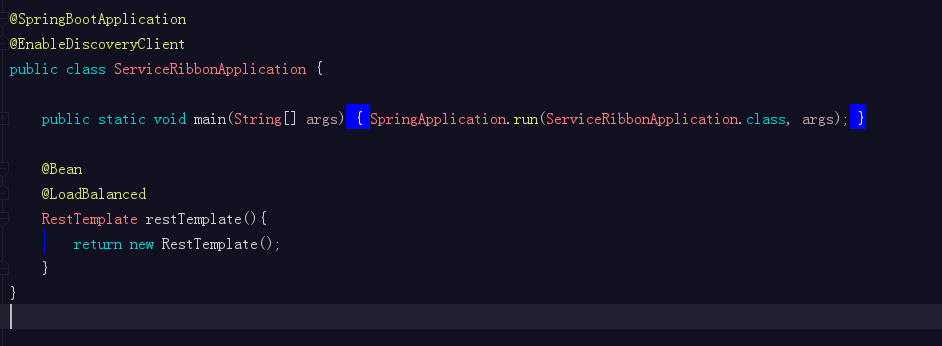 @SpringBootApplication
@EnableDiscoveryClient
public class ServiceRibbonApplication {
public static void main(String[] args) { SpringApplication.run(ServiceRibbonApplication.class, args); }
@Bean
@LoadBalanced
RestTemplate restTemplate(){
return new RestTemplate();
}
}